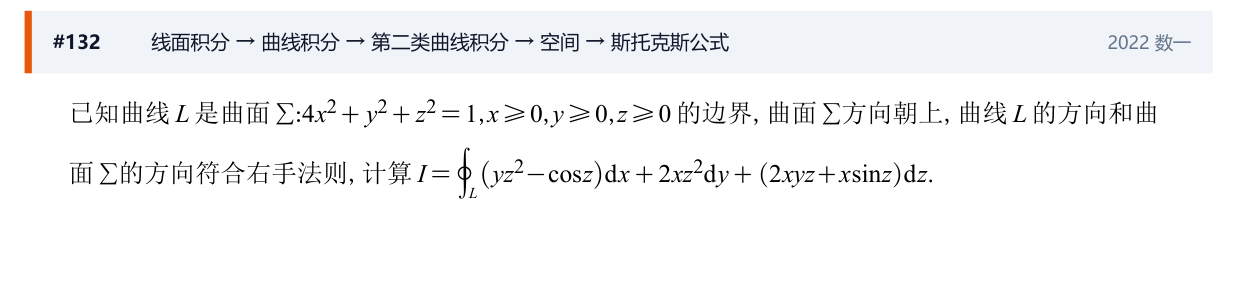 #132 线面积分 → 曲线积分 → 第二类曲线积分 → 空间 → 斯托克斯公式 2022 数一
已知曲线 L 是曲面 ∑:4x²+y²+z²=1,x⩾0,y⩾0,z⩾0 的边界, 曲面 ∑方向朝上, 曲线 L 的方向和曲
面 ∑的方向符合右手法则, 计算 I=∮_L (yz²−cosz)dx+2xz²dy+(2xyz+xsinz)dz.